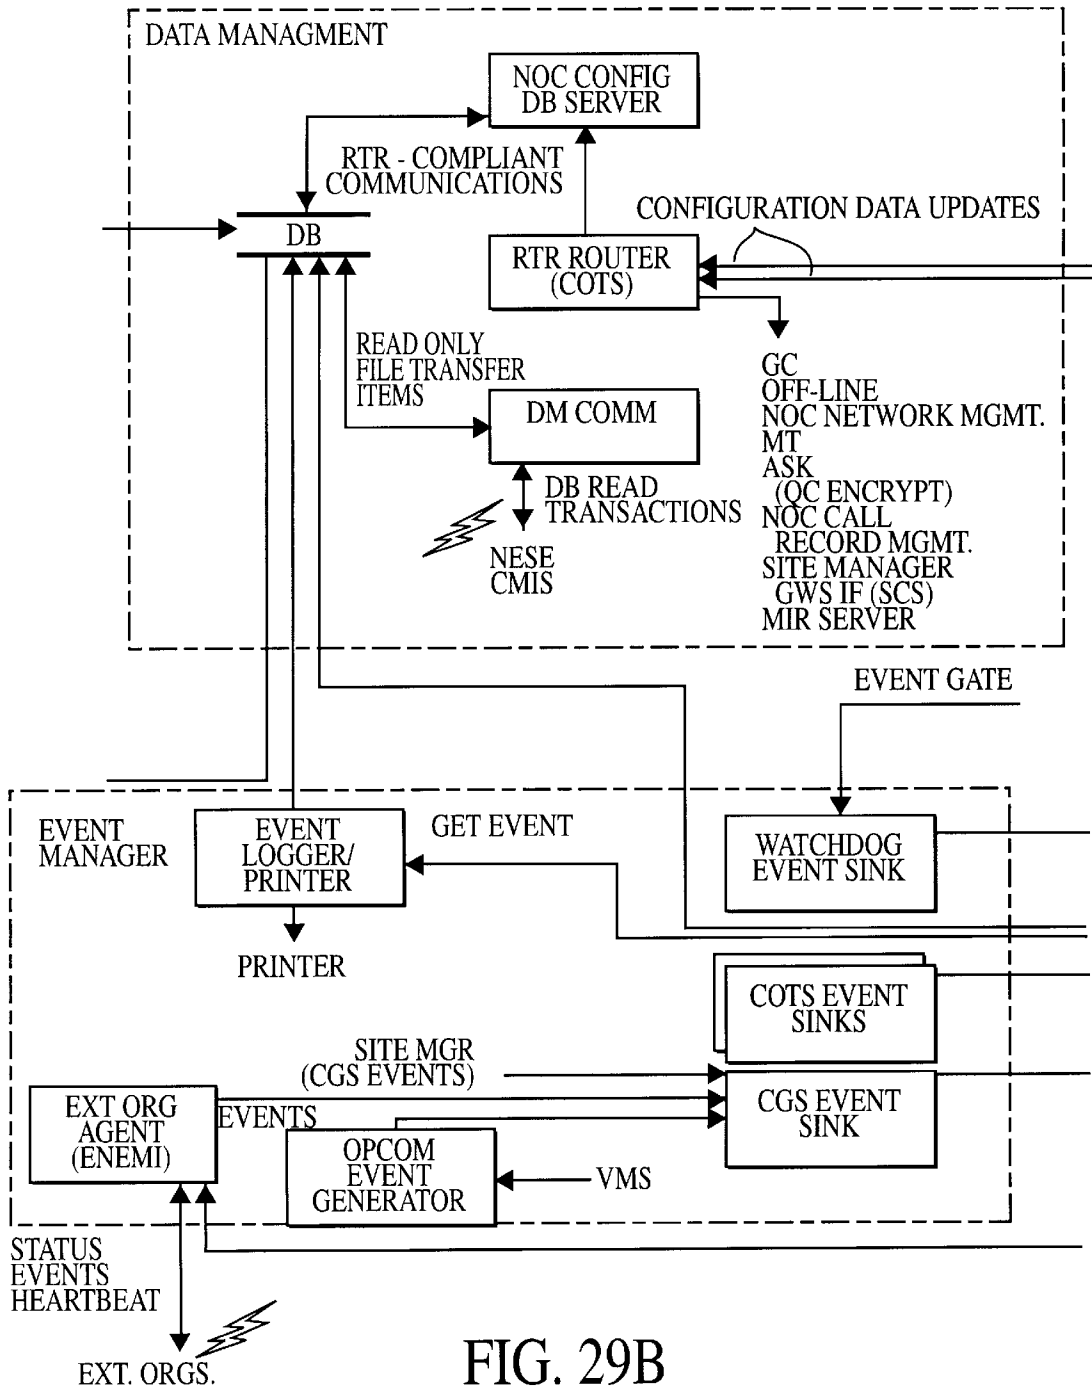 DATA MANAGMENT
NOC CONFIG
DB SERVER
RTR - COMPLIANT
COMMUNICATIONS
CONFIGURATION DATA UPDATES
DB
RTR ROUTER
(COTS)
READ ONLY
FILE TRANSFER
ITEMS
GC
OFF-LINE
NOC NETWORK MGMT.
MT
ASK
(QC ENCRYPT)
NOC CALL
RECORD MGMT.
SITE MANAGER
GWS IF (SCS)
MIR SERVER
DM COMM
DB READ
TRANSACTIONS
NESE
CMIS
EVENT GATE
EVENT
MANAGER
EVENT
LOGGER/
PRINTER
GET EVENT
WATCHDOG
EVENT SINK
PRINTER
COTS EVENT
SINKS
SITE MGR
(CGS EVENTS)
CGS EVENT
SINK
EXT ORG
AGENT
(ENEMI)
EVENTS
OPCOM
EVENT
GENERATOR
VMS
STATUS
EVENTS
HEARTBEAT
EXT. ORGS.
FIG. 29B